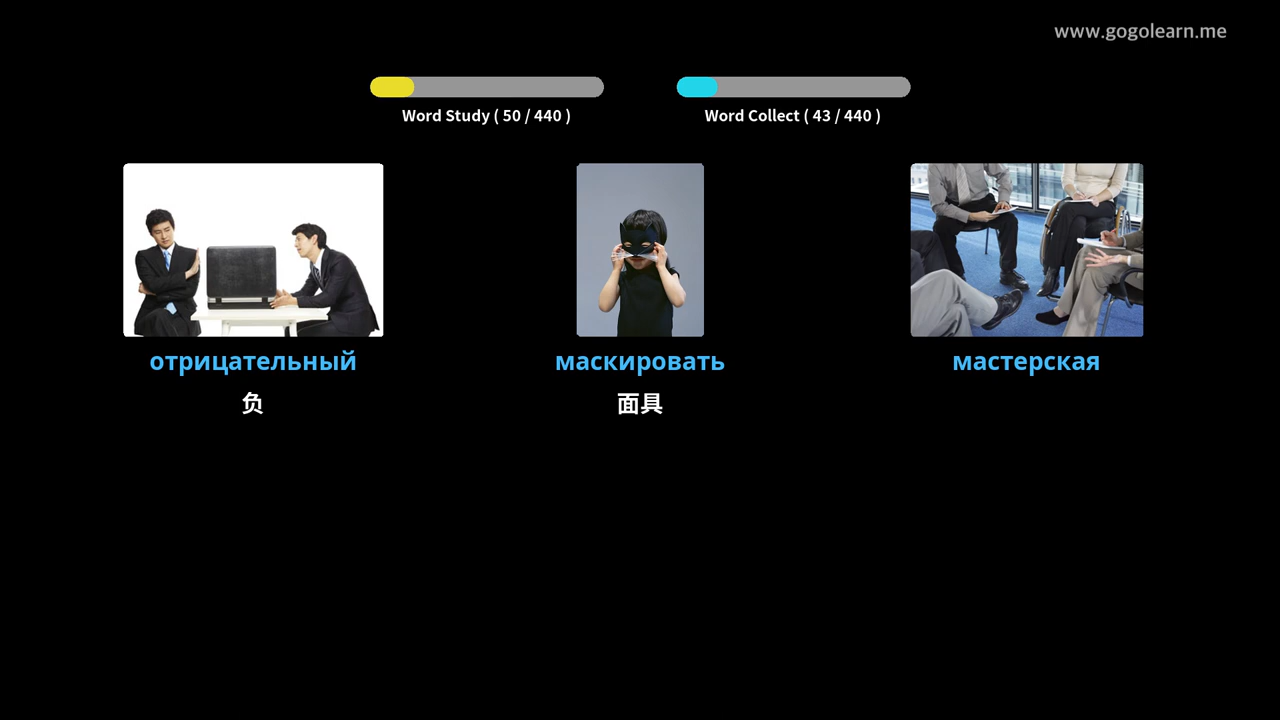 www.gogolearn.me
Word Study ( 50 / 440 )
Word Collect ( 43 / 440 )
отрицательный
маскировать
мастерская
负
面具